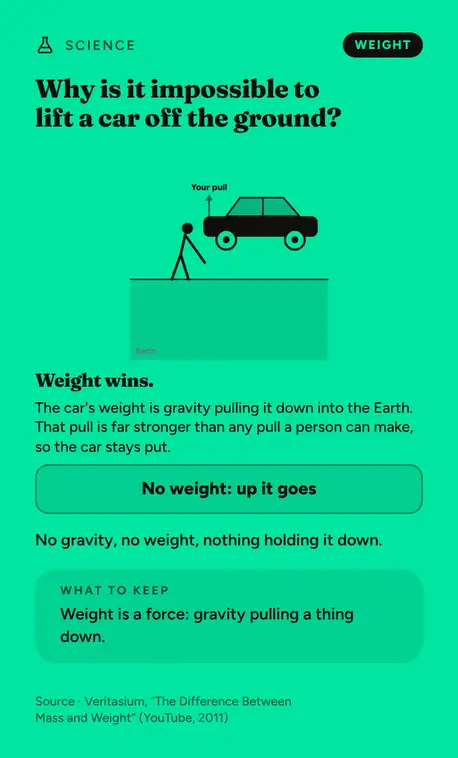 SCIENCE
WEIGHT
Why is it impossible to
lift a car off the ground?
Your pull
Earth
Weight wins.
The car's weight is gravity pulling it down into the Earth.
That pull is far stronger than any pull a person can make,
so the car stays put.
No weight: up it goes
No gravity, no weight, nothing holding it down.
WHAT TO KEEP
Weight is a force: gravity pulling a thing
down.
Source · Veritasium, “The Difference Between
Mass and Weight” (YouTube, 2011)